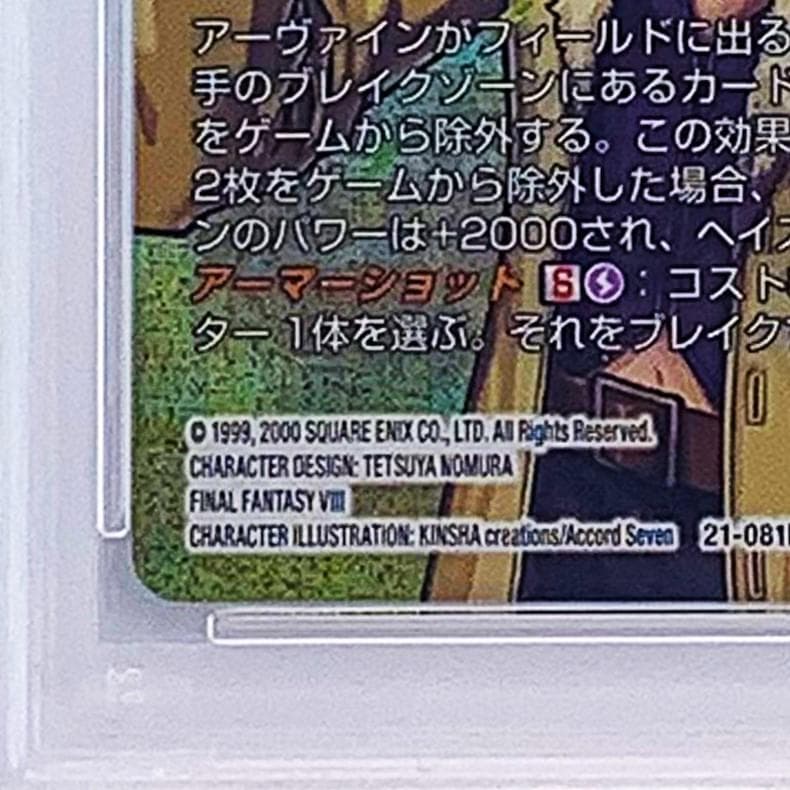 アーヴァインがフィールドに出る
手のブレイクゾーンにあるカード
をゲームから除外する。この効果
2枚をゲームから除外した場合、
ンのパワーは+2000され、ヘイス
アーマーショット S : コスト
ター 1体を選ぶ。それをブレイク
© 1999, 2000 SQUARE ENIX CO., LTD. All Rights Reserved.
CHARACTER DESIGN: TETSUYA NOMURA
FINAL FANTASY VIII
CHARACTER ILLUSTRATION: KINSHA creations/Accord Seven 21-081